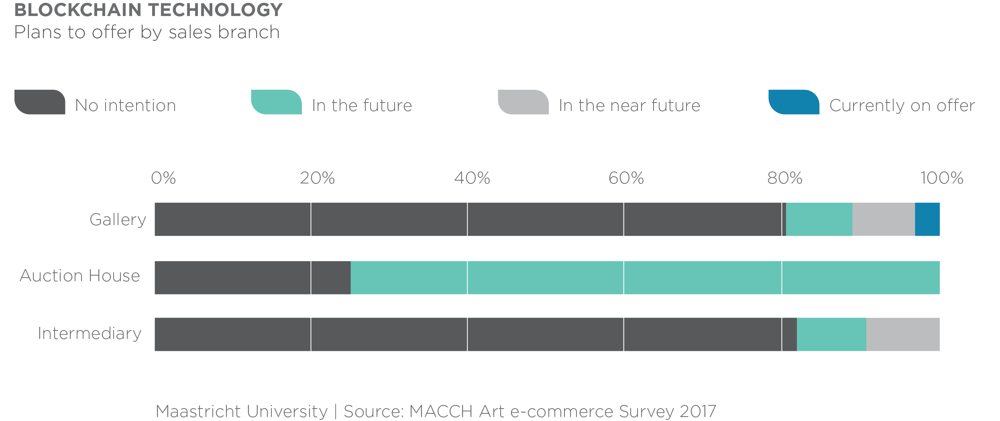 BLOCKCHAIN TECHNOLOGY
Plans to offer by sales branch
No intention
In the future
In the near future
Currently on offer
0% 20% 40% 60% 80% 100%
Gallery
Auction House
Intermediary
Maastricht University | Source: MACCH Art e-commerce Survey 2017